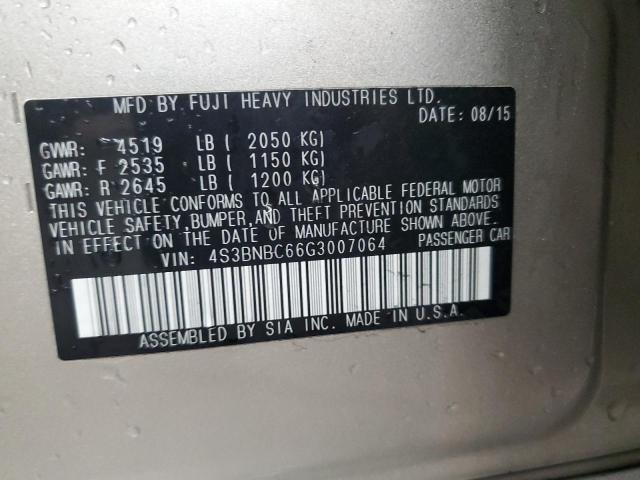 MFD BY FUJI HEAVY INDUSTRIES LTD.
DATE: 08/15
GVWR: 4519 LB ( 2050 KG)
GAWR: F 2535 LB ( 1150 KG)
GAWR: R 2645 LB ( 1200 KG)
THIS VEHICLE CONFORMS TO ALL APPLICABLE FEDERAL MOTOR
VEHICLE SAFETY, BUMPER, AND THEFT PREVENTION STANDARDS
IN EFFECT ON THE DATE OF MANUFACTURE SHOWN ABOVE.
VIN: 4S3BNBC66G3007064 PASSENGER CAR
ASSEMBLED BY SIA INC. MADE IN U.S.A.